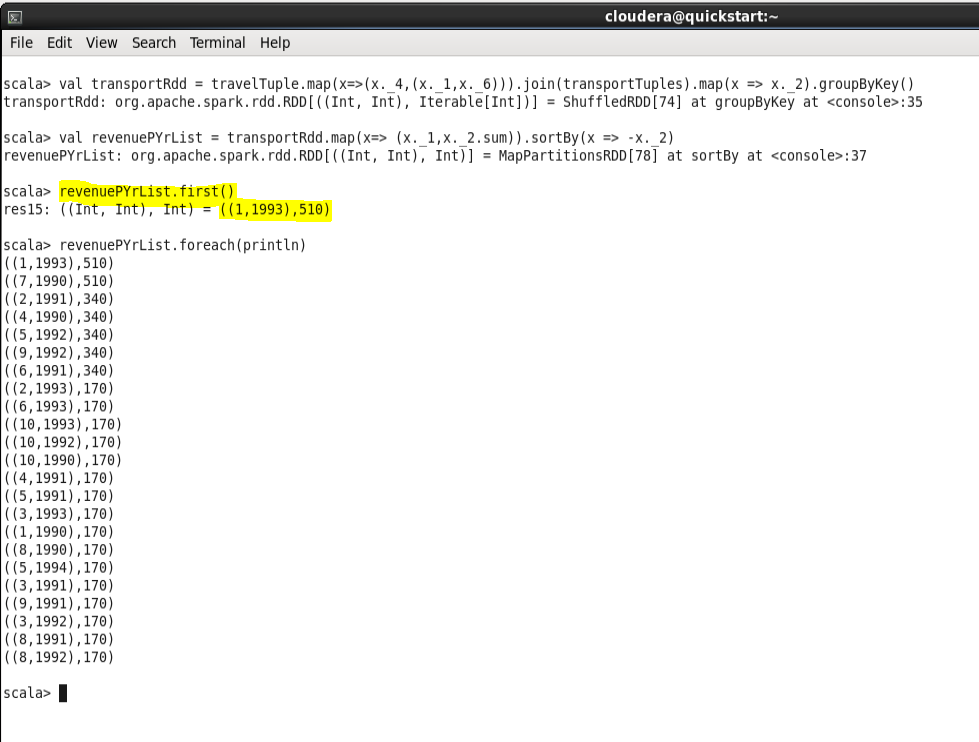 cloudera@quickstart:~
File Edit View Search Terminal Help
scala> val transportRdd = travelTuple.map(x=>(x._4,(x._1,x._6))).join(transportTuples).map(x => x._2).groupByKey()
transportRdd: org.apache.spark.rdd.RDD[((Int, Int), Iterable[Int])] = ShuffledRDD[74] at groupByKey at <console>:35
scala> val revenuePYrList = transportRdd.map(x=> (x._1,x._2.sum)).sortBy(x => -x._2)
revenuePYrList: org.apache.spark.rdd.RDD[((Int, Int), Int)] = MapPartitionsRDD[78] at sortBy at <console>:37
scala> revenuePYrList.first()
res15: ((Int, Int), Int) = ((1,1993),510)
scala> revenuePYrList.foreach(println)
((1,1993),510)
((7,1990),510)
((2,1991),340)
((4,1990),340)
((5,1992),340)
((9,1992),340)
((6,1991),340)
((2,1993),170)
((6,1993),170)
((10,1993),170)
((10,1992),170)
((10,1990),170)
((4,1991),170)
((5,1991),170)
((3,1993),170)
((1,1990),170)
((8,1990),170)
((5,1994),170)
((3,1991),170)
((9,1991),170)
((3,1992),170)
((8,1991),170)
((8,1992),170)
scala>